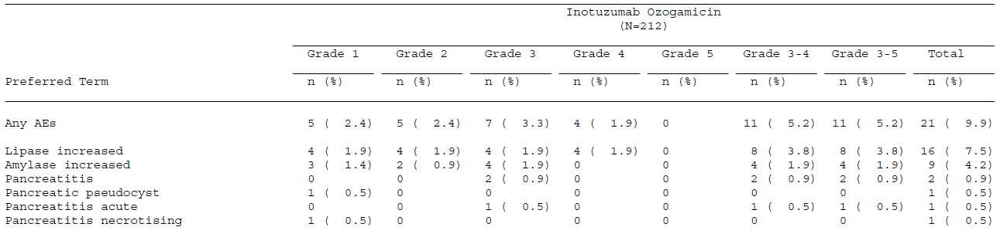 Inotuzumab Ozogamicin
(N=212)
Grade 1 Grade 2 Grade 3 Grade 4 Grade 5 Grade 3-4 Grade 3-5 Total
Preferred Term n (%) n (%) n (%) n (%) n (%) n (%) n (%) n (%)
Any AEs 5 ( 2.4) 5 ( 2.4) 7 ( 3.3) 4 ( 1.9) 0 11 ( 5.2) 11 ( 5.2) 21 ( 9.9)
Lipase increased 4 ( 1.9) 4 ( 1.9) 4 ( 1.9) 4 ( 1.9) 0 8 ( 3.8) 8 ( 3.8) 16 ( 7.5)
Amylase increased 3 ( 1.4) 2 ( 0.9) 4 ( 1.9) 0 0 4 ( 1.9) 4 ( 1.9) 9 ( 4.2)
Pancreatitis 0 0 2 ( 0.9) 0 0 2 ( 0.9) 2 ( 0.9) 2 ( 0.9)
Pancreatic pseudocyst 1 ( 0.5) 0 0 0 0 0 0 1 ( 0.5)
Pancreatitis acute 0 0 1 ( 0.5) 0 0 1 ( 0.5) 1 ( 0.5) 1 ( 0.5)
Pancreatitis necrotising 1 ( 0.5) 0 0 0 0 0 0 1 ( 0.5)